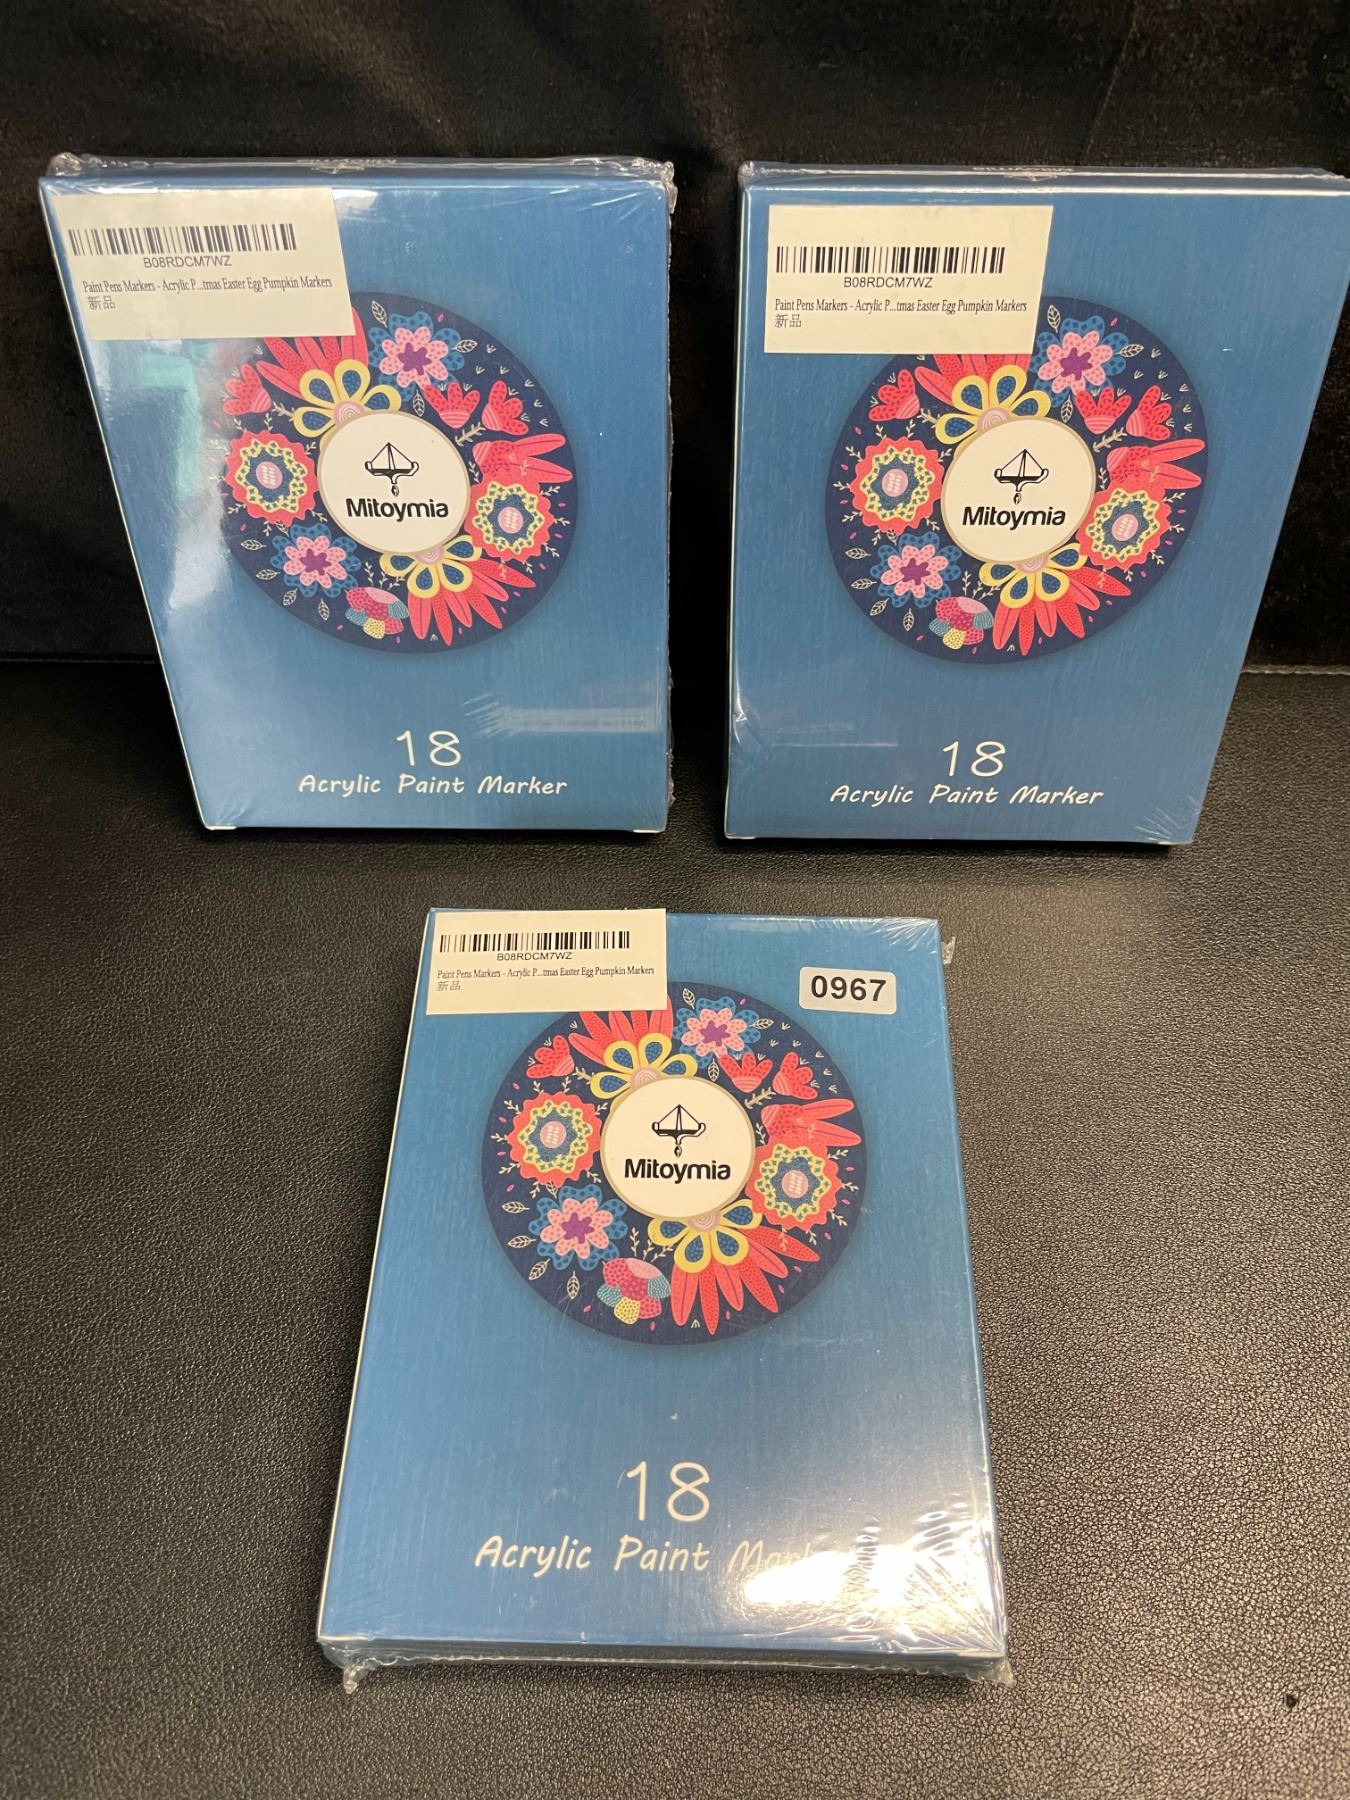 B08RDCM7WZ
Paint Pens Markers - Acrylic P...tmas Easter Egg Pumpkin Markers
新品
Mitoymia
18
Acrylic Paint Marker
B08RDCM7WZ
Paint Pens Markers - Acrylic P...tmas Easter Egg Pumpkin Markers
新品
Mitoymia
18
Acrylic Paint Marker
B08RDCM7WZ
Paint Pens Markers - Acrylic P...tmas Easter Egg Pumpkin Markers
新品
0967
Mitoymia
18
Acrylic Paint Marker